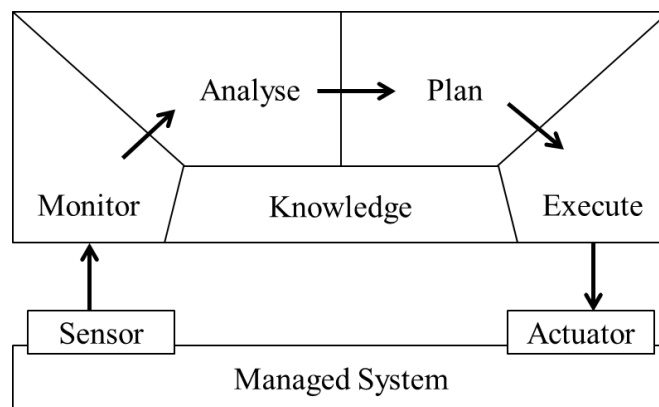 Analyse
Plan
Monitor
Knowledge
Execute
Sensor
Actuator
Managed System